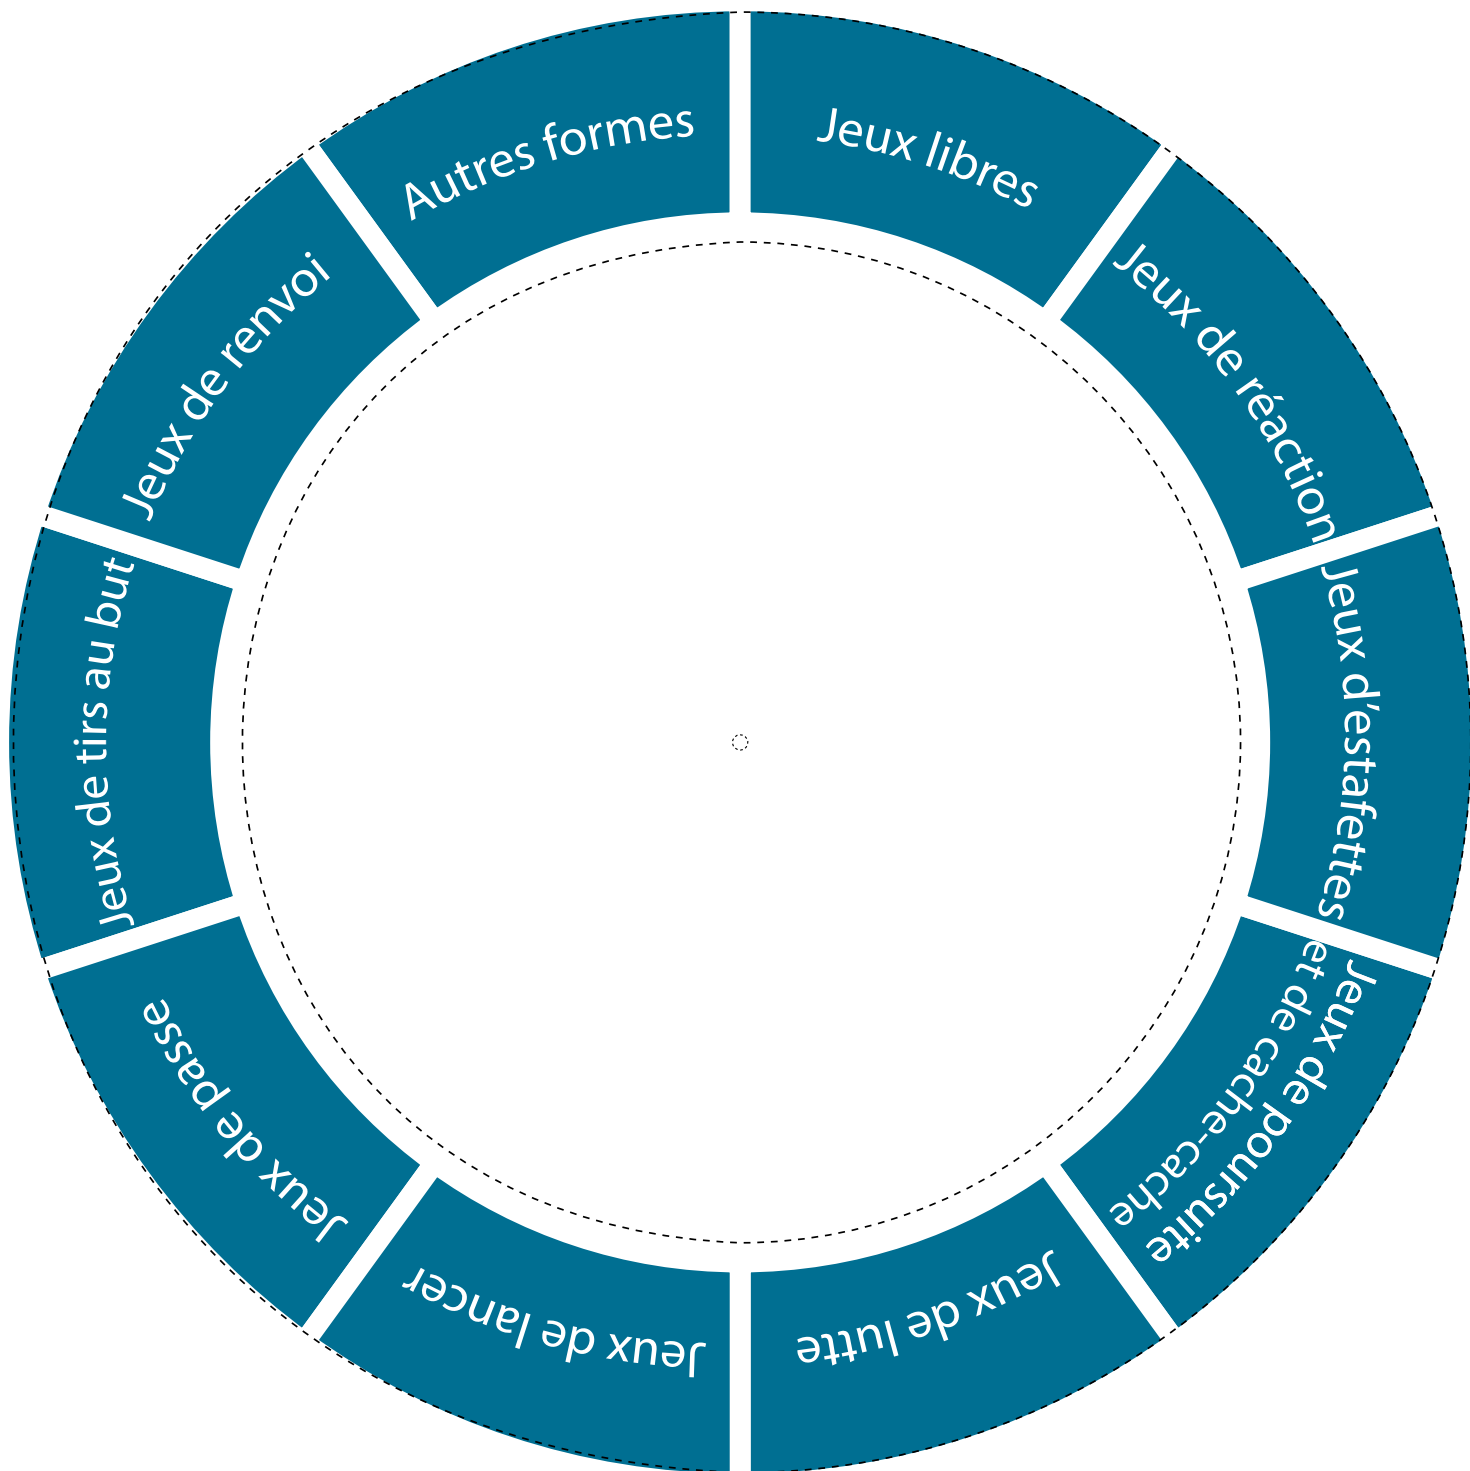 Jeux libres
Jeux de réaction
Jeux d’estafettes
Jeux de poursuite
et de cache-cache
Jeux de lutte
Jeux de lancer
Jeux de passe
Jeux de tirs au but
Jeux de renvoi
Autres formes